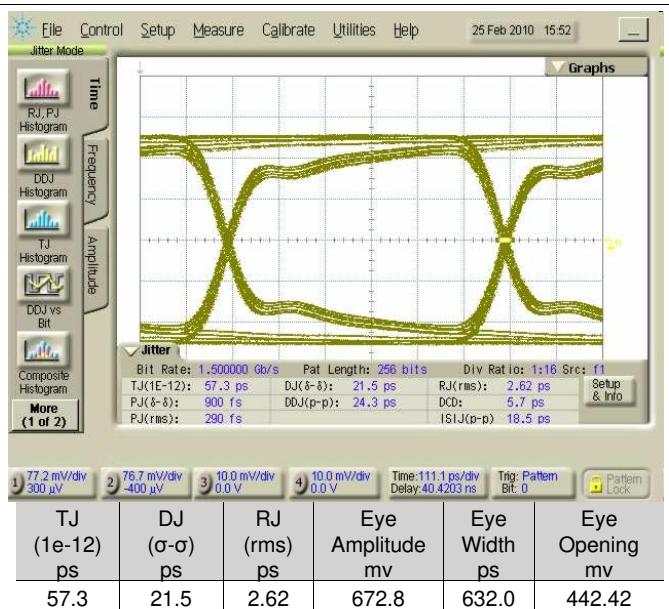 File Control Setup Measure Calibrate Utilities Help 25 Feb 2010 15:52
Jitter Mode
Graphs
RJ, PJ
Histogram
DDJ
Histogram
TJ
Histogram
DDJ vs
Bit
Composite
Histogram
More
(1 of 2)
Time
Frequency
Amplitude
Jitter
Bit Rate: 1.500000 Gb/s Pat Length: 256 bits Div Ratio: 1:16 Src: f1
TJ(1E-12): 57.3 ps DJ(δ-δ): 21.5 ps RJ(rms): 2.62 ps
PJ(δ-δ): 900 fs DDJ(p-p): 24.3 ps DCD: 5.7 ps
PJ(rms): 290 fs ISIJ(p-p) 18.5 ps
Setup
& Info
1) 77.2 mV/div 2) 76.7 mV/div 3) 10.0 mV/div 4) 10.0 mV/div Time:111.1 ps/div Trig: Pattern Pattern
300 µV -400 µV 0.0 V 0.0 V Delay:40.4203 ns Bit: 0 Lock
TJ DJ RJ Eye Eye Eye
(1e-12) (σ-σ) (rms) Amplitude Width Opening
ps ps ps mv ps mv
57.3 21.5 2.62 672.8 632.0 442.42